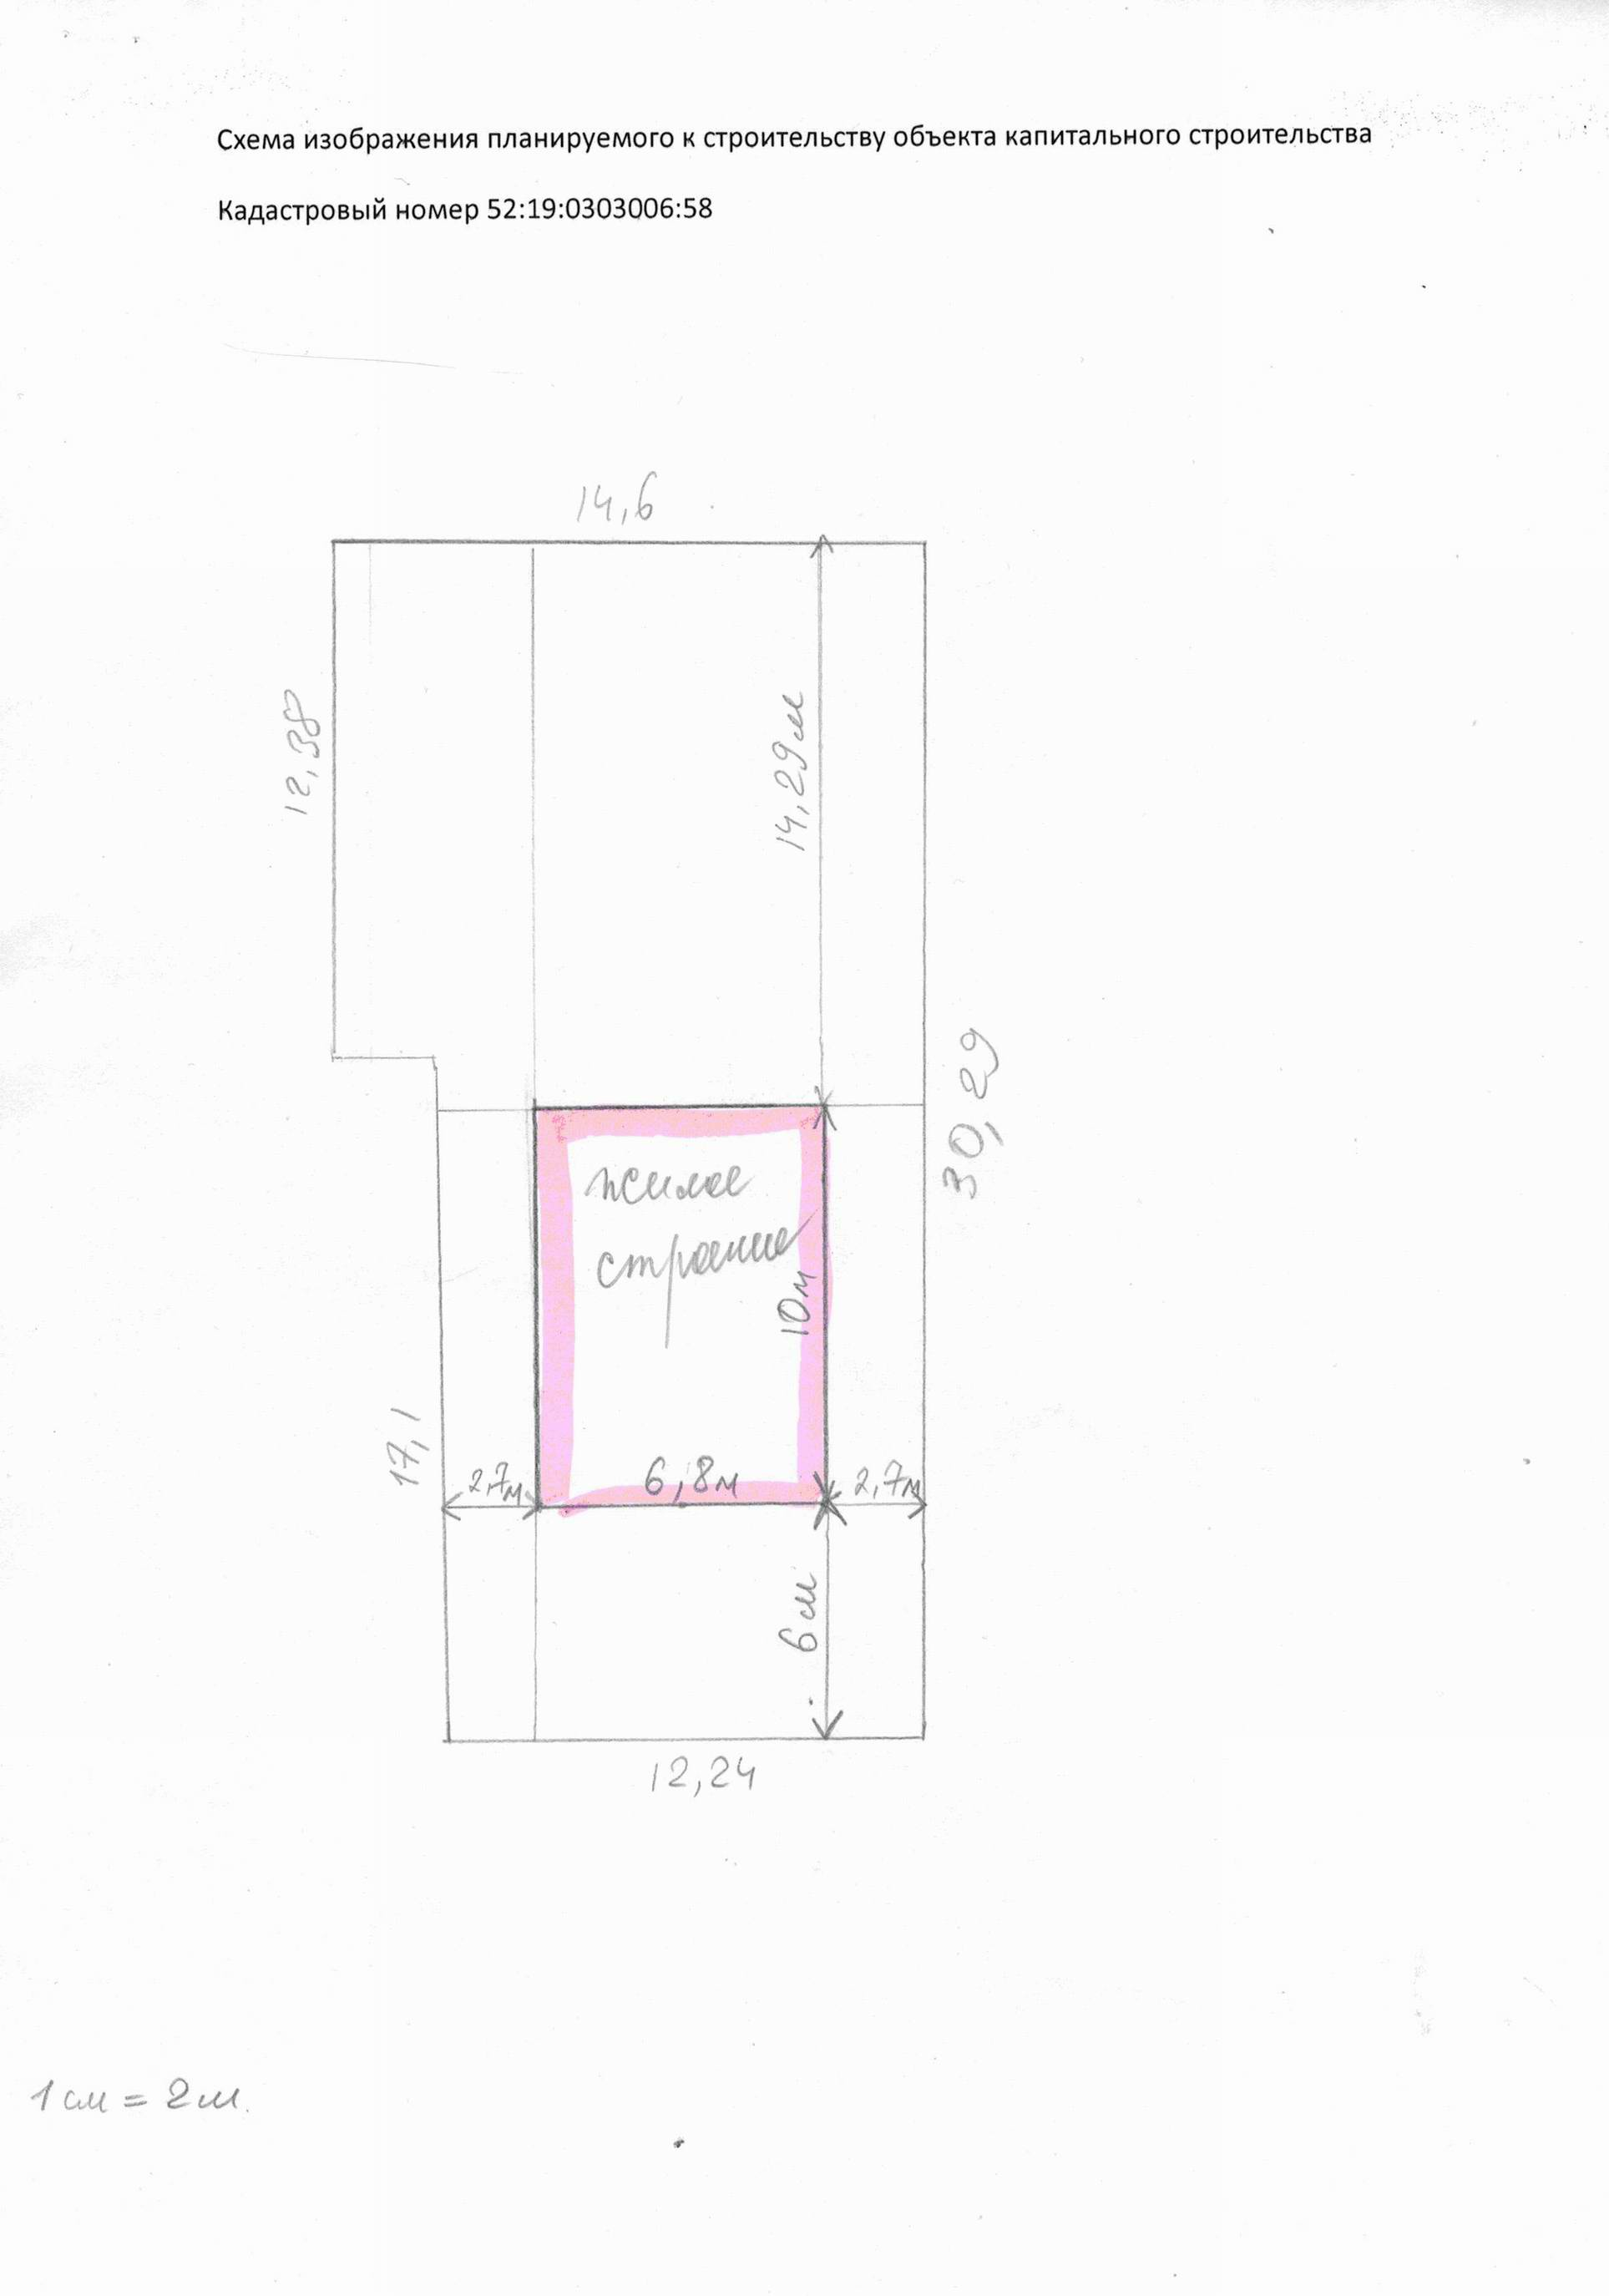 Схема изображения планируемого к строительству объекта капитального строительства
Кадастровый номер 52:19:0303006:58
14,6
12,38
14,29м
30,29
жилое
строение
10м
17,1
2,7м
6,8м
2,7м
6м
12,24
1см = 2м.